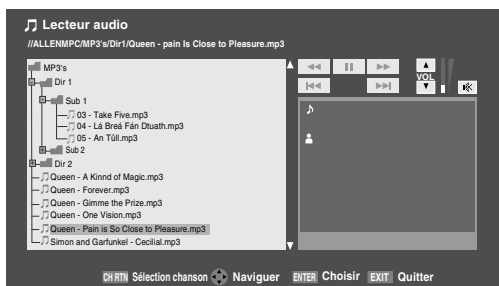 Lecteur audio
//ALLENMPC/MP3's/Dir1/Queen - pain Is Close to Pleasure.mp3
MP3's
Dir 1
Sub 1
03 - Take Five.mp3
04 - Lá Breá Fán Dtuath.mp3
05 - An Tűll.mp3
Sub 2
Dir 2
Queen - A Kinnd of Magic.mp3
Queen - Forever.mp3
Queen - Gimme the Prize.mp3
Queen - One Vision.mp3
Queen - Pain is So Close to Pleasure.mp3
Simon and Garfunkel - Cecilial.mp3
VOL
CH RTN Sélection chanson Naviguer ENTER Choisir EXIT Quitter